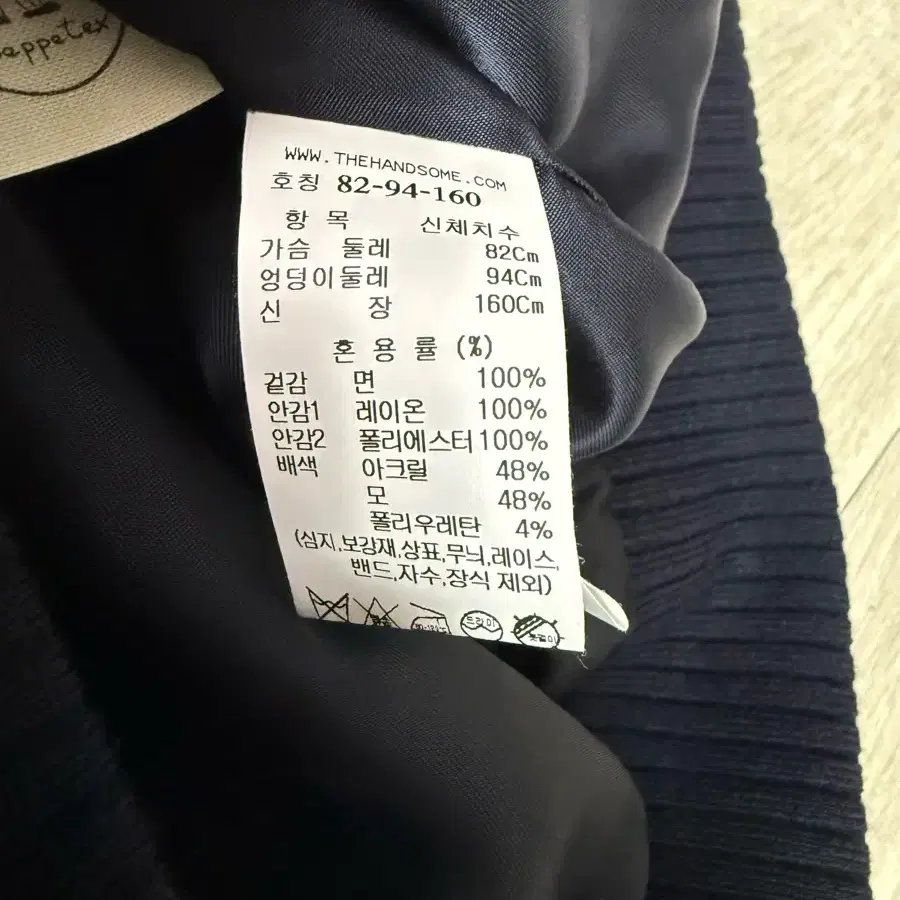 eppetex
WWW.THEHANDSOME.COM
호칭 82-94-160
항 목 신체치수
가슴 둘레 82Cm
엉덩이둘레 94Cm
신 장 160Cm
혼 용 률 (%)
겉감 면 100%
안감1 레이온 100%
안감2 폴리에스터 100%
배색 아크릴 48%
모 48%
폴리우레탄 4%
(심지,보강재,상표,무늬,레이스,
밴드,자수,장식 제외)
드라이